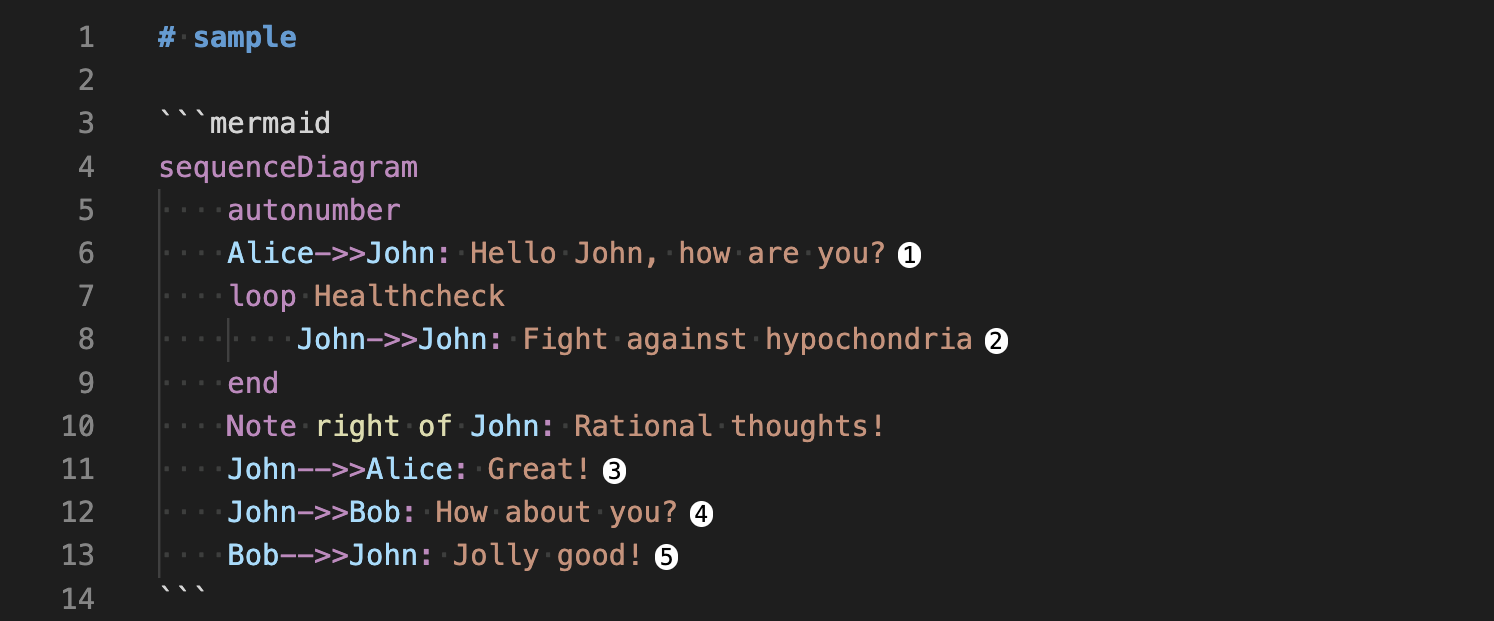 1 # sample
2
3 ```mermaid
4 sequenceDiagram
5     autonumber
6     Alice->>John: Hello John, how are you? ①
7     loop Healthcheck
8         John->>John: Fight against hypochondria ②
9     end
10     Note right of John: Rational thoughts!
11     John-->>Alice: Great! ③
12     John->>Bob: How about you? ④
13     Bob-->>John: Jolly good! ⑤
14 ```